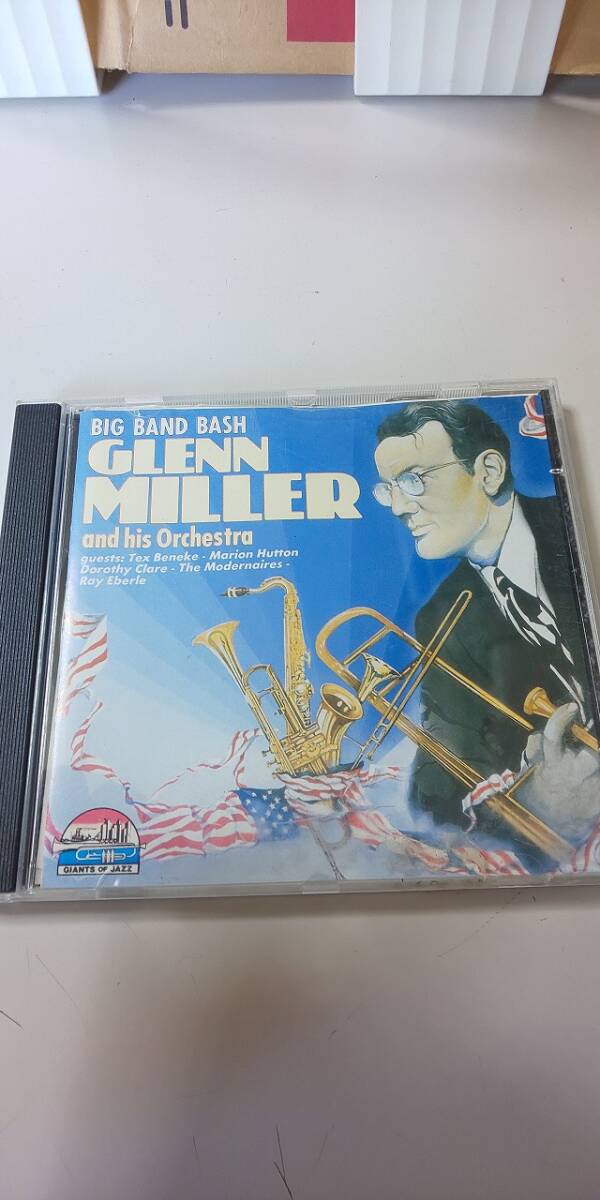 BIG BAND BASH
GLENN
MILLER
and his Orchestra
guests: Tex Beneke - Marion Hutton
Dorothy Clare - The Modernaires -
Ray Eberle
GIANTS OF JAZZ